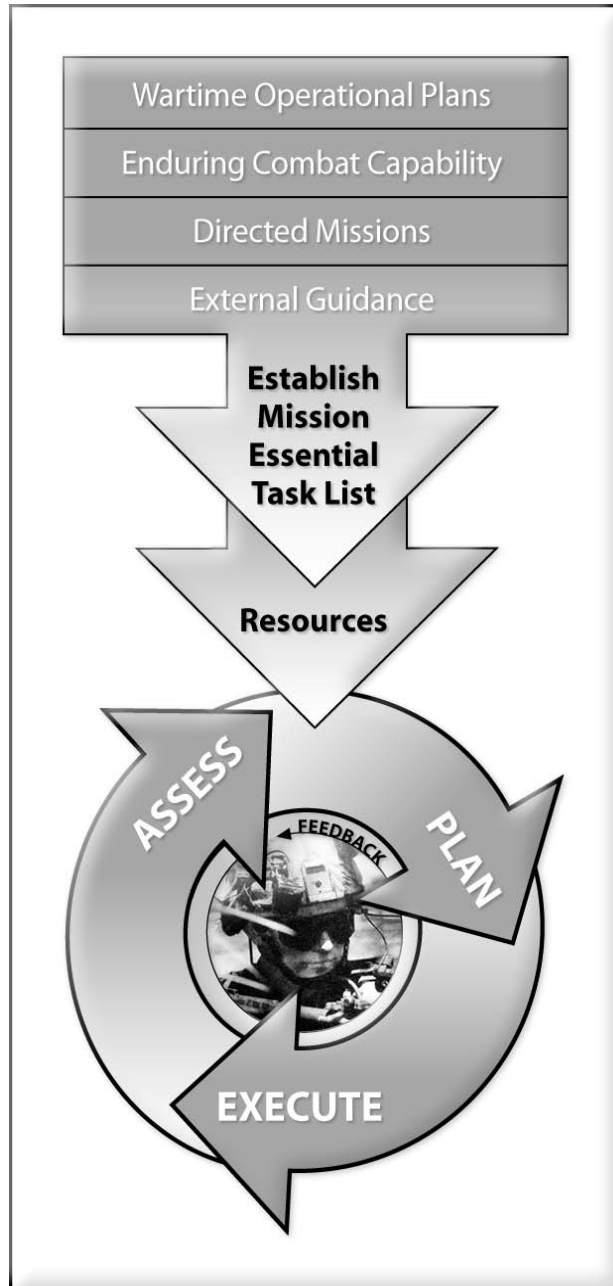 Wartime Operational Plans
Enduring Combat Capability
Directed Missions
External Guidance
Establish
Mission
Essential
Task List
Resources
ASSESS
PLAN
FEEDBACK
EXECUTE